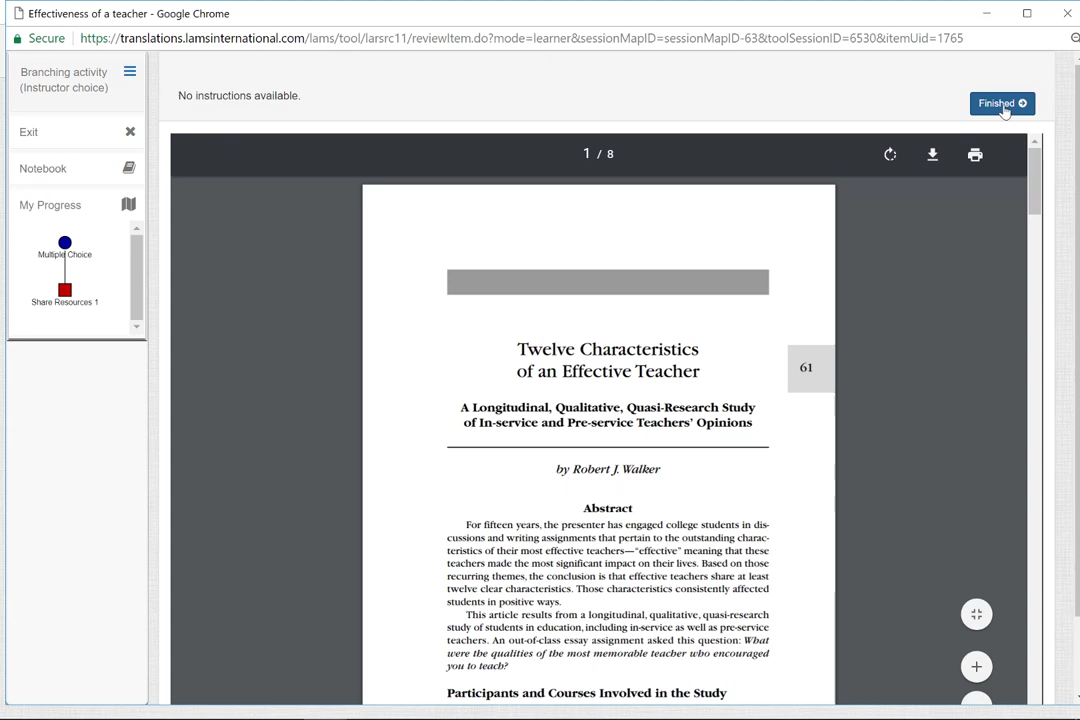 Effectiveness of a teacher - Google Chrome
Secure https://translations.lamsinternational.com/lams/tool/larsrc11/reviewItem.do?mode=learner&sessionMapID=sessionMapID-63&toolSessionID=6530&itemUid=1765
Branching activity
(Instructor choice)
Exit
Notebook
My Progress
Multiple Choice
Share Resources 1
No instructions available.
Finished
1 / 8
Twelve Characteristics
of an Effective Teacher
61
A Longitudinal, Qualitative, Quasi-Research Study
of In-service and Pre-service Teachers' Opinions
by Robert J. Walker
Abstract
For fifteen years, the presenter has engaged college students in dis-
cussions and writing assignments that pertain to the outstanding charac-
teristics of their most effective teachers—“effective” meaning that these
teachers made the most significant impact on their lives. Based on those
recurring themes, the conclusion is that effective teachers share at least
twelve clear characteristics. Those characteristics consistently affected
students in positive ways.
This article results from a longitudinal, qualitative, quasi-research
study of students in education, including in-service as well as pre-service
teachers. An out-of-class essay assignment asked this question: What
were the qualities of the most memorable teacher who encouraged
you to teach?
Participants and Courses Involved in the Study